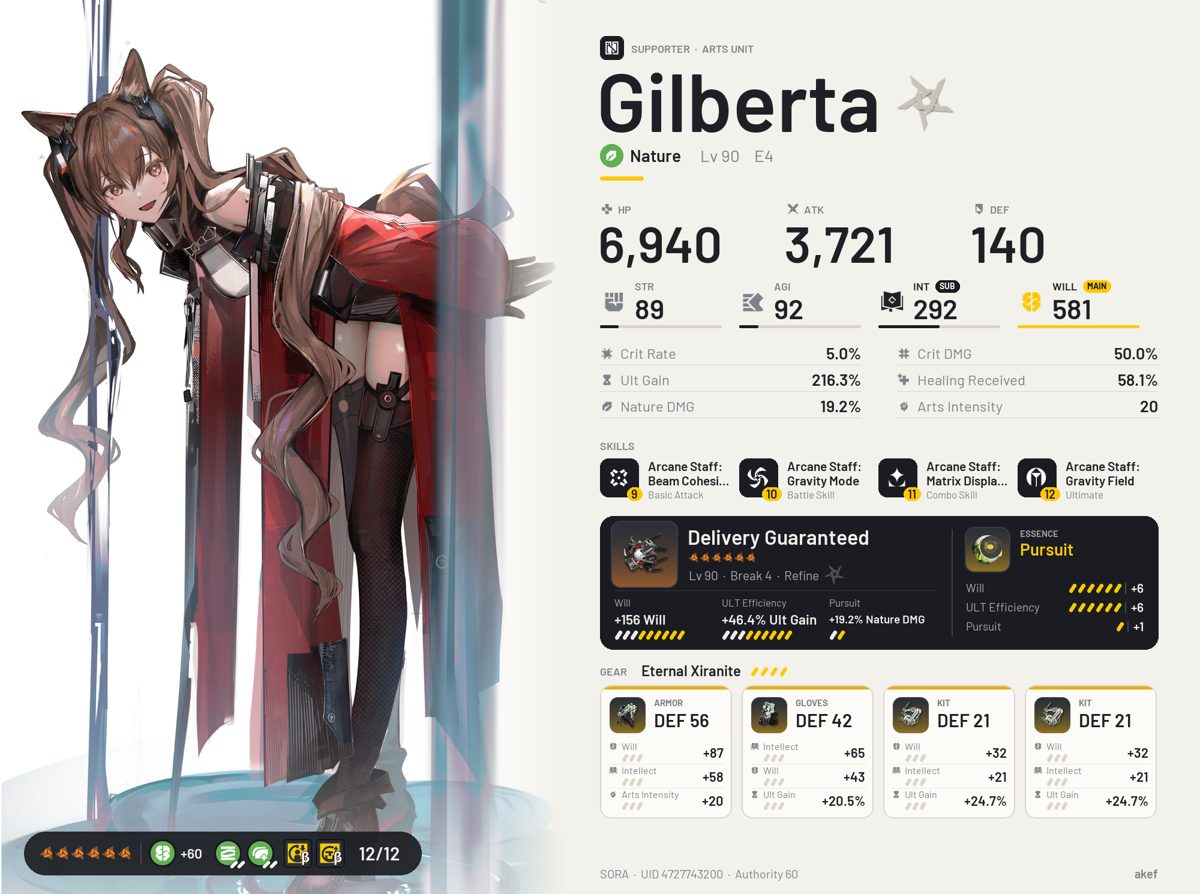 SUPPORTER · ARTS UNIT
Gilberta
Nature Lv 90 E4
HP ATK DEF
6,940 3,721 140
STR AGI INT SUB WILL MAIN
89 92 292 581
Crit Rate 5.0% Crit DMG 50.0%
Ult Gain 216.3% Healing Received 58.1%
Nature DMG 19.2% Arts Intensity 20
SKILLS
Arcane Staff: Beam Cohesi... Basic Attack 9
Arcane Staff: Gravity Mode Battle Skill 10
Arcane Staff: Matrix Displa... Combo Skill 11
Arcane Staff: Gravity Field Ultimate 12
Delivery Guaranteed
Lv 90 · Break 4 · Refine
Will ULT Efficiency Pursuit
+156 Will +46.4% Ult Gain +19.2% Nature DMG
ESSENCE
Pursuit
Will +6
ULT Efficiency +6
Pursuit +1
GEAR Eternal Xiranite
ARMOR
DEF 56
Will +87
Intellect +58
Arts Intensity +20
GLOVES
DEF 42
Intellect +65
Will +43
Ult Gain +20.5%
KIT
DEF 21
Will +32
Intellect +21
Ult Gain +24.7%
KIT
DEF 21
Will +32
Intellect +21
Ult Gain +24.7%
+60 β β 12/12
SORA · UID 4727743200 · Authority 60 akef